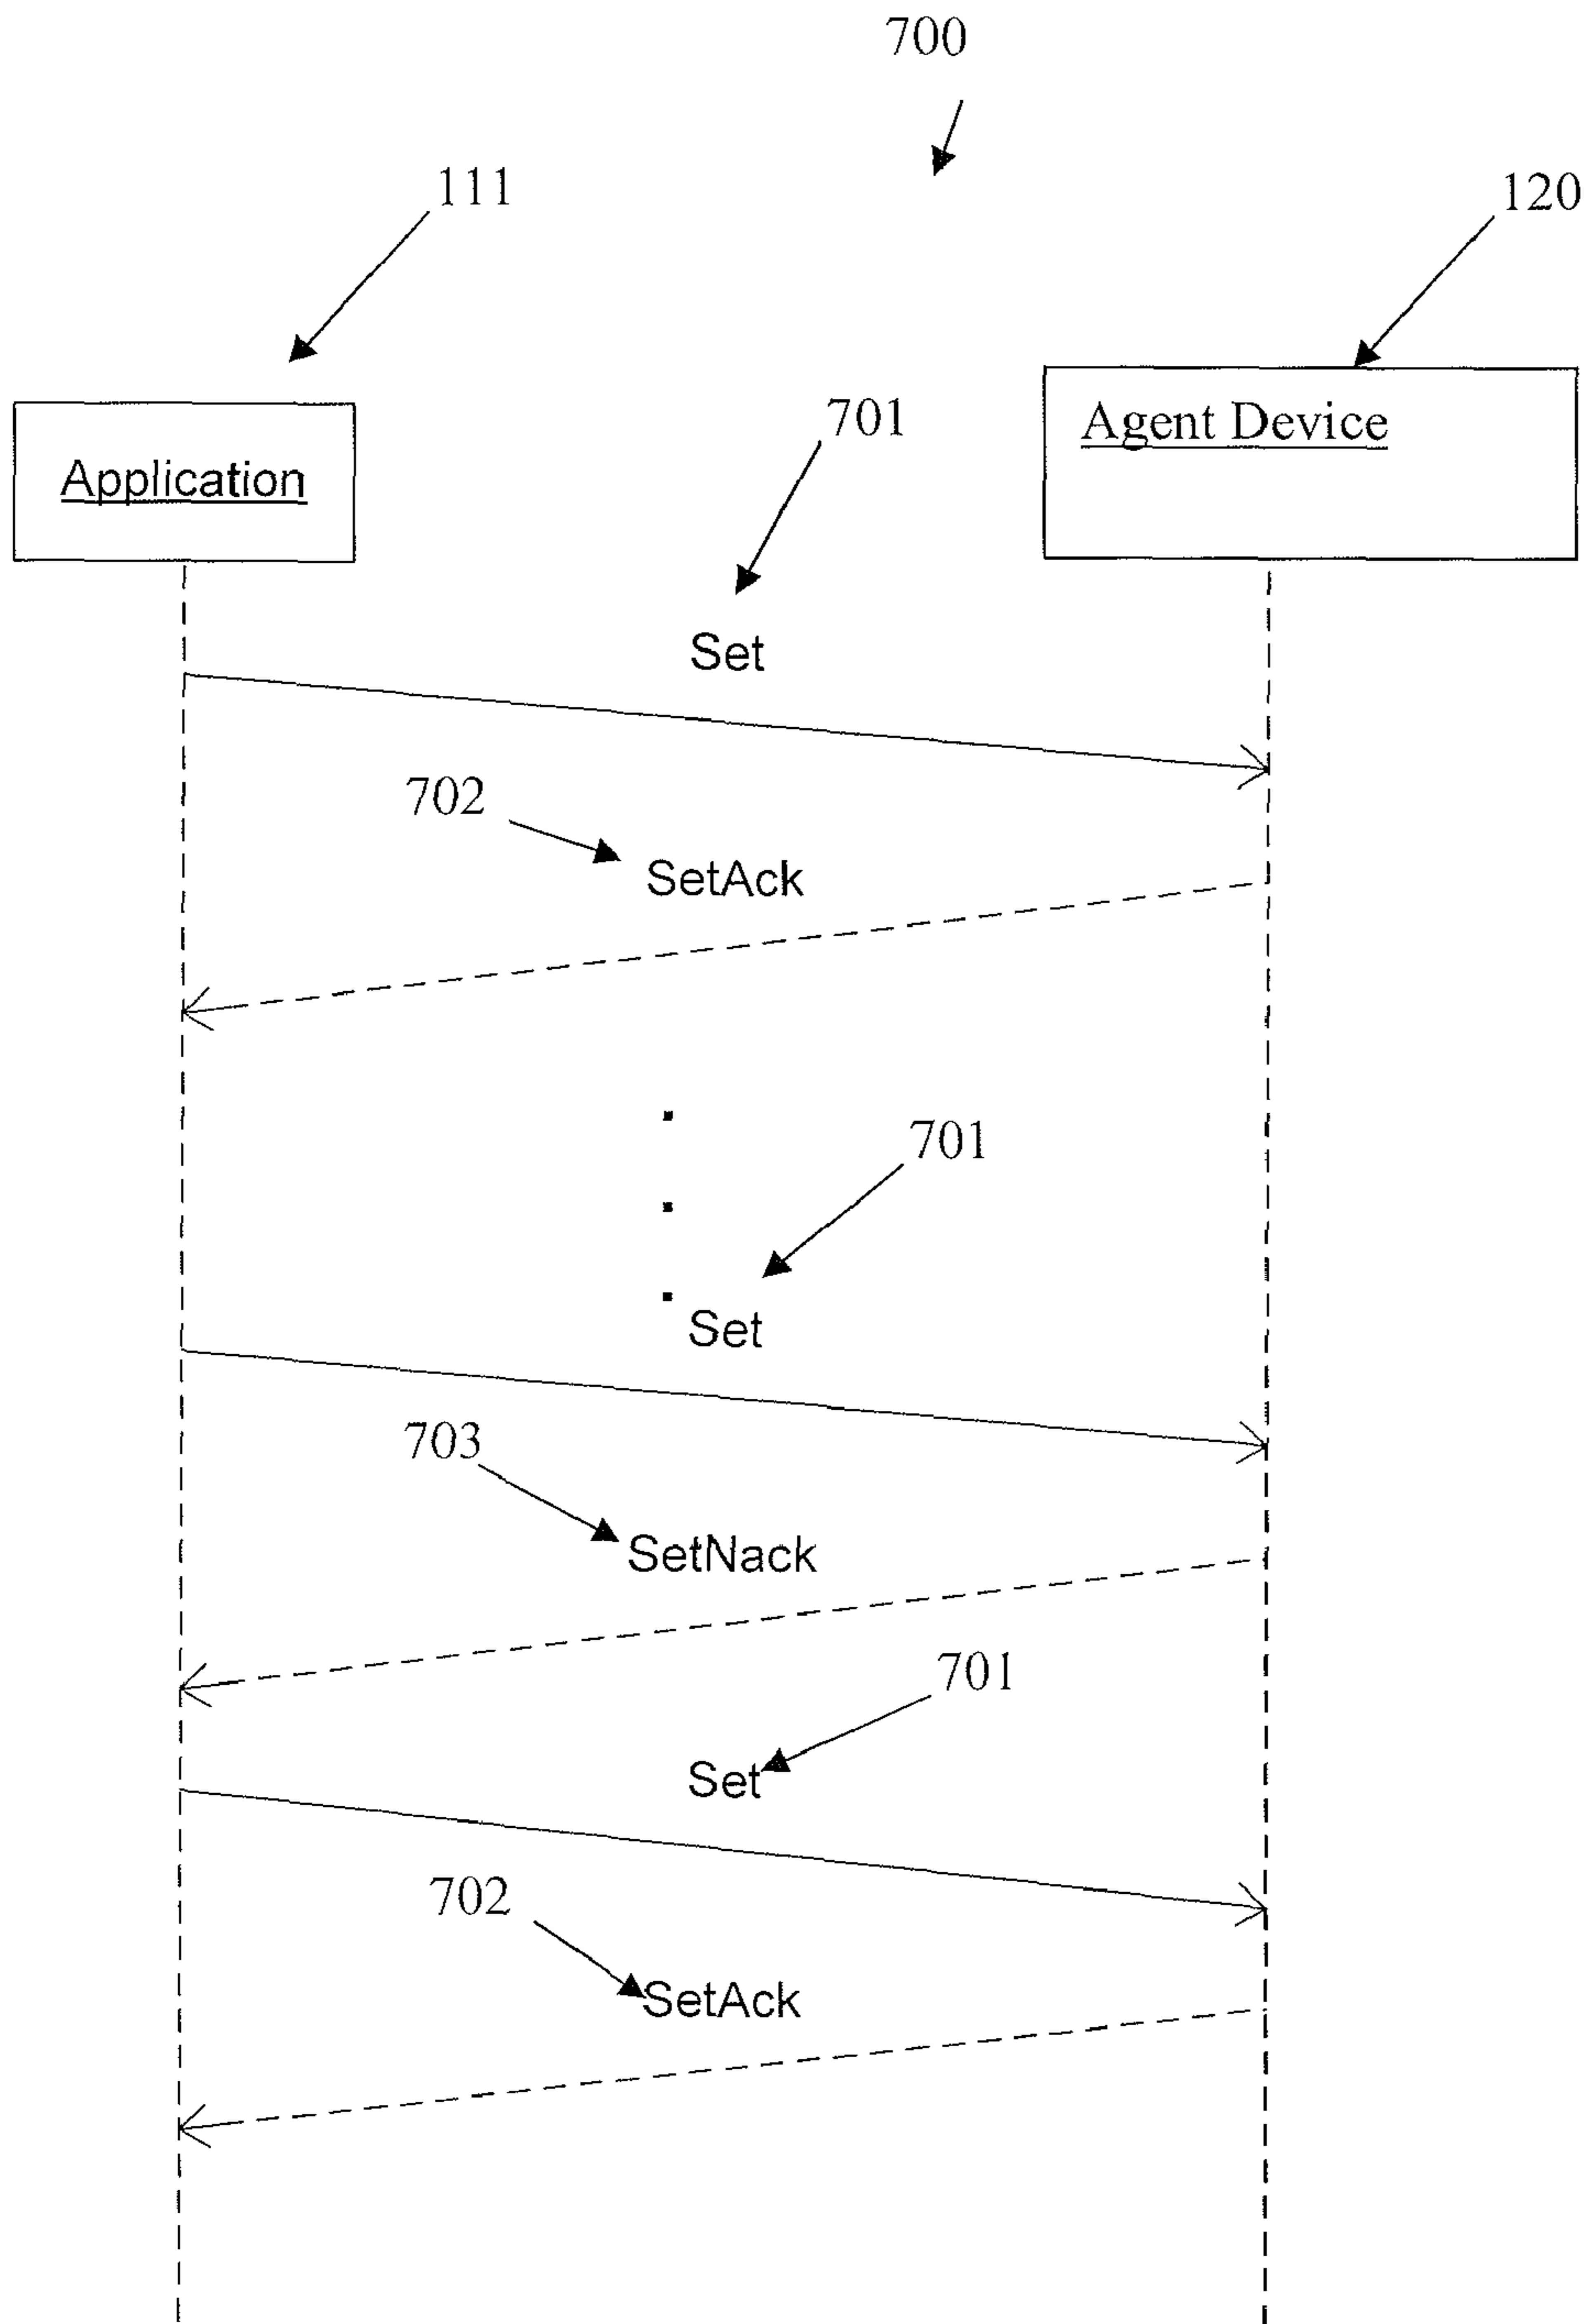 700
111
120
701
Application
Agent Device
Set
702
SetAck
701
Set
703
SetNack
701
Set
702
SetAck